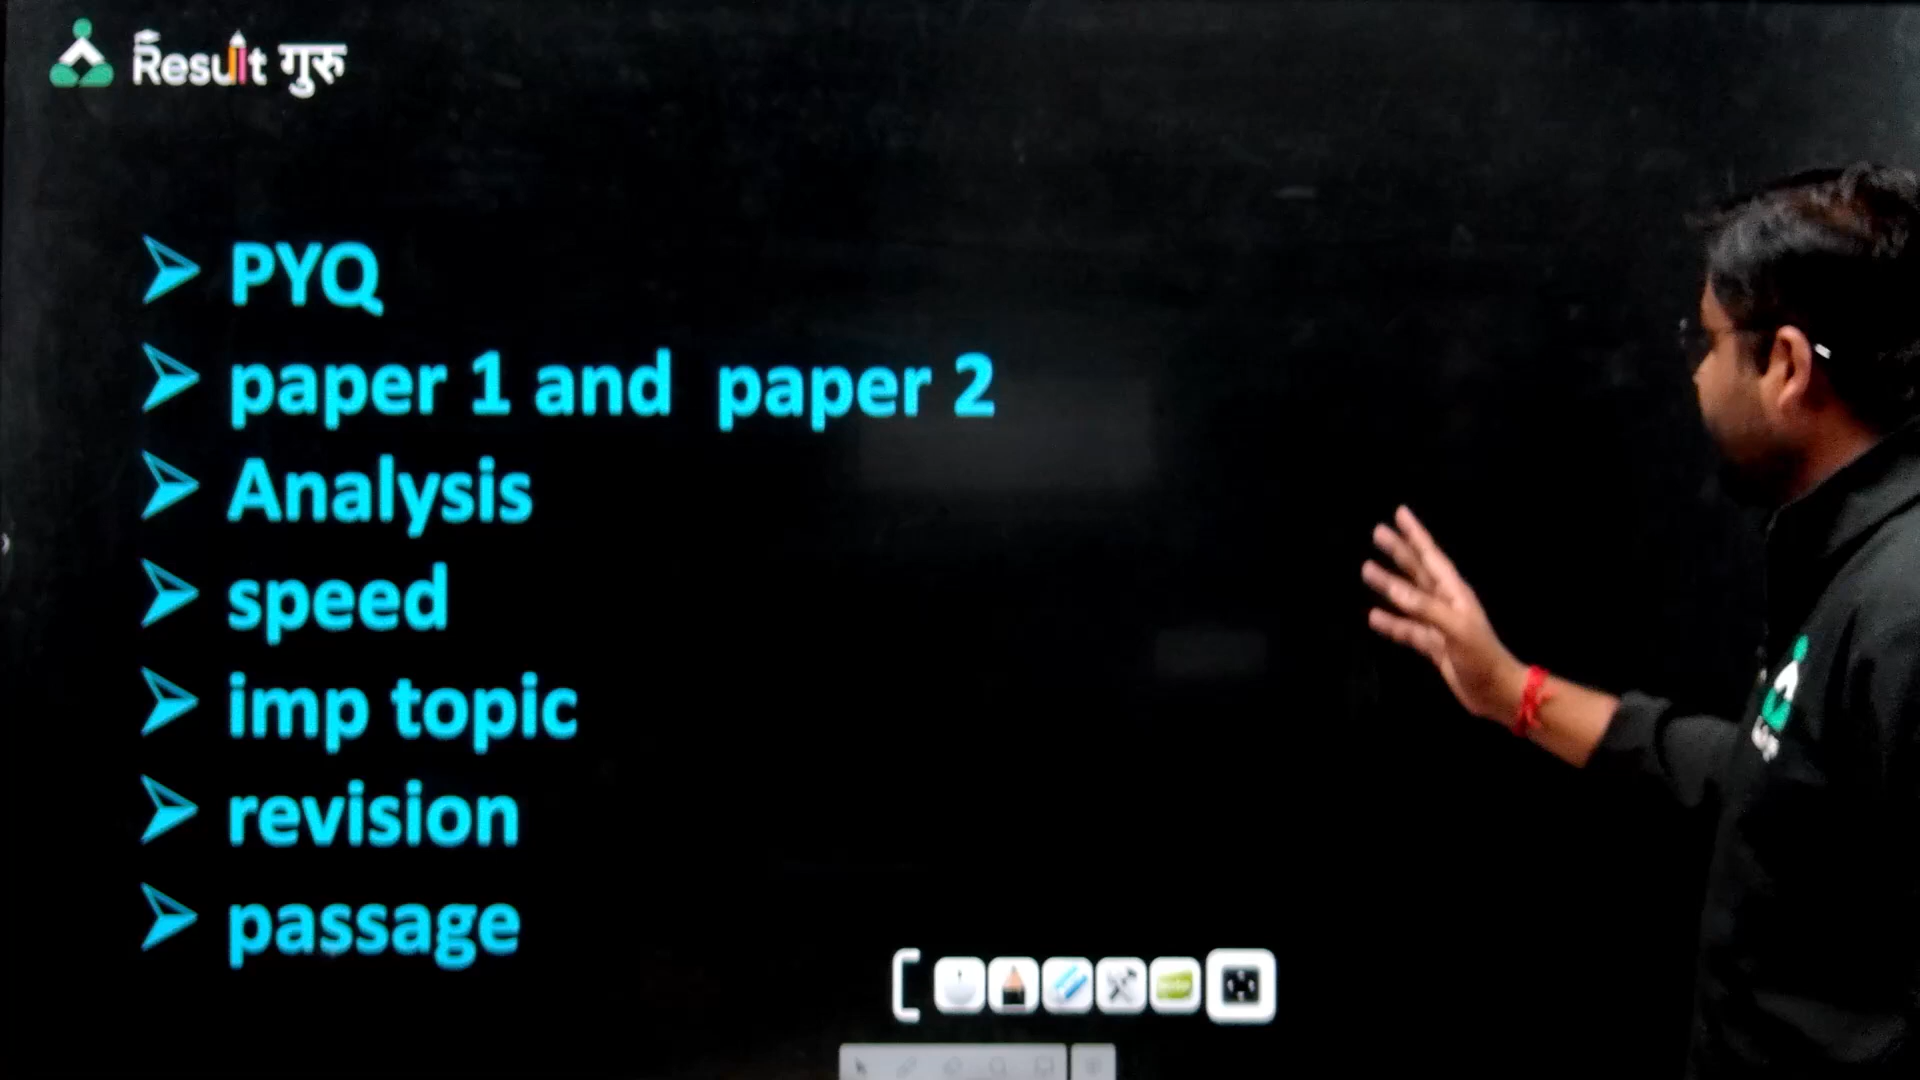 Result गुरु
PYQ
paper 1 and paper 2
Analysis
speed
imp topic
revision
passage